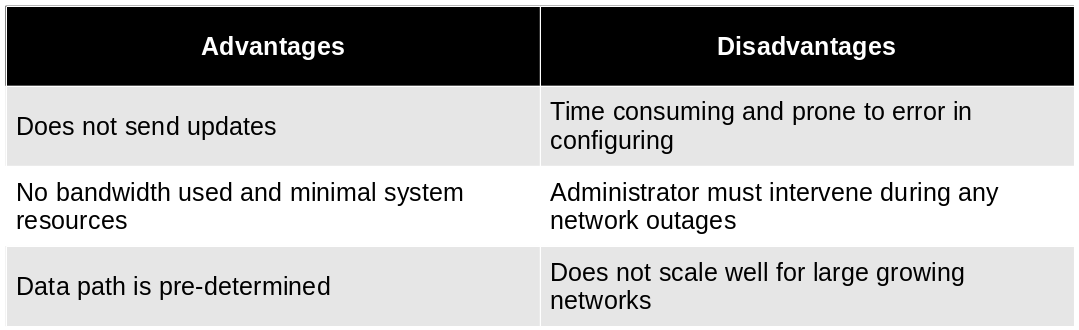 Advantages
Disadvantages
Does not send updates
Time consuming and prone to error in
configuring
No bandwidth used and minimal system
resources
Administrator must intervene during any
network outages
Data path is pre-determined
Does not scale well for large growing
networks